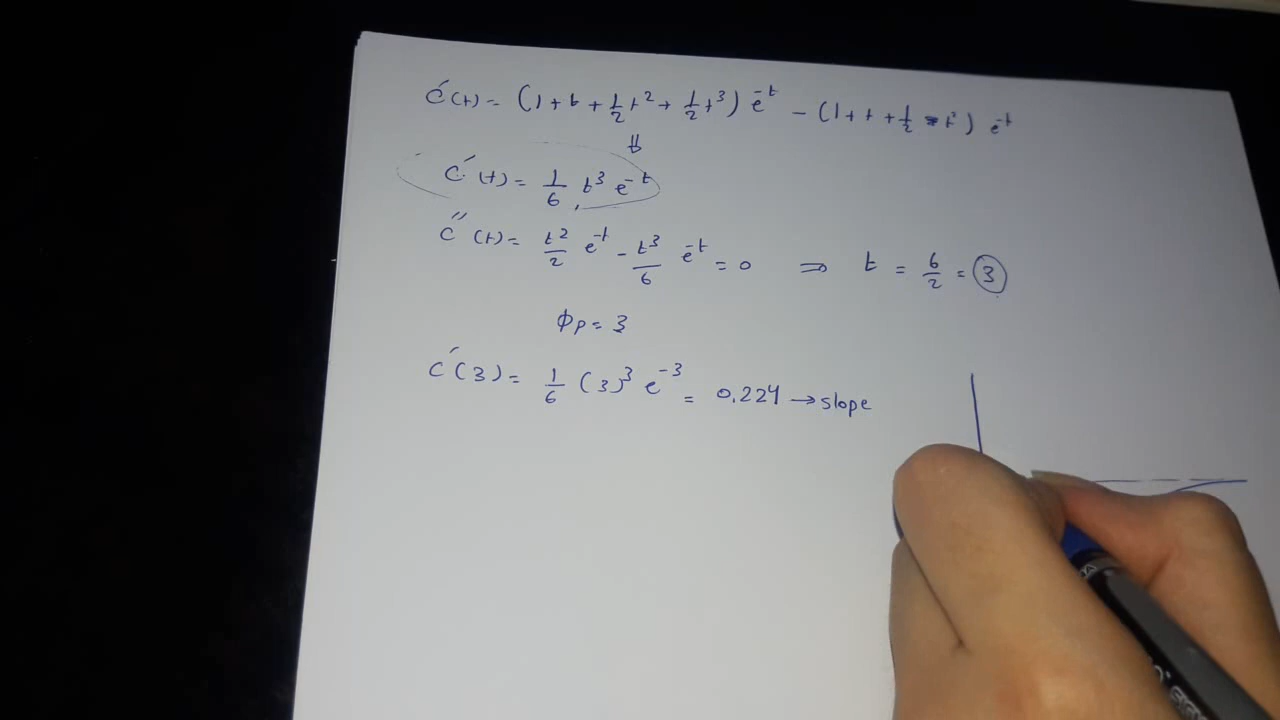 c′(t) = (1 + t + 1/2 t² + 1/2 t³) e^-t − (1 + t + 1/2 t²) e^-t
⇓
c′(t) = 1/6 t³ e^-t
c″(t) = t²/2 e^-t − t³/6 e^-t = 0 ⇒ t = 6/2 = 3
φp = 3
c′(3) = 1/6 (3)³ e^-3 = 0.224 → slope